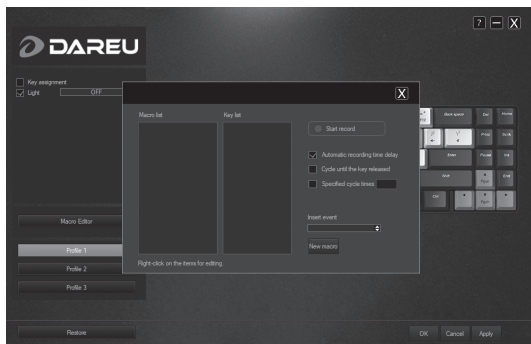 ? – X
DAREU
Key assignment
Light OFF
X
Macro list Key list
Start record
Automatic recording time delay
Cycle until the key released
Specified cycle times
Insert event
New macro
Right-click on the items for editing.
Macro Editor
Profile 1
Profile 2
Profile 3
Restore
OK Cancel Apply
Back space
Enter
Shift
End
Ctrl